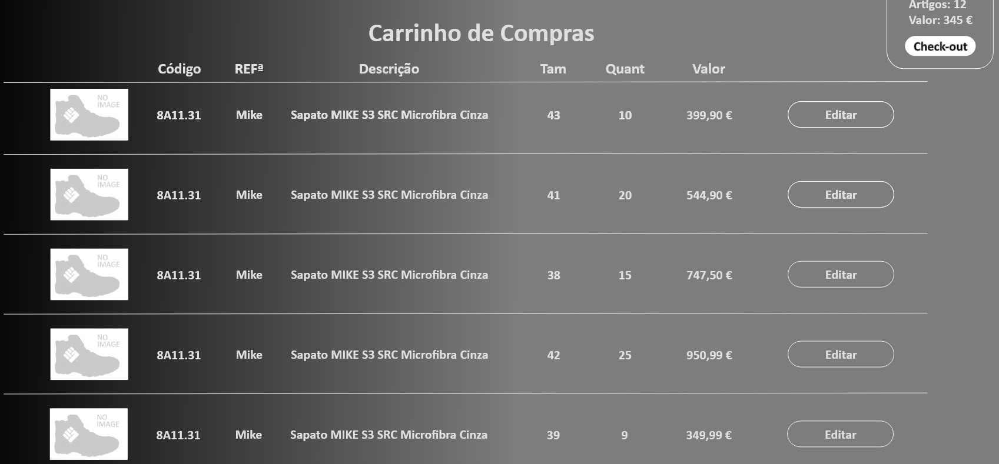 Artigos: 12
Valor: 345 €
Check-out
Carrinho de Compras
Código REFª Descrição Tam Quant Valor
NO
IMAGE
8A11.31 Mike Sapato MIKE S3 SRC Microfibra Cinza 43 10 399,90 € Editar
NO
IMAGE
8A11.31 Mike Sapato MIKE S3 SRC Microfibra Cinza 41 20 544,90 € Editar
NO
IMAGE
8A11.31 Mike Sapato MIKE S3 SRC Microfibra Cinza 38 15 747,50 € Editar
NO
IMAGE
8A11.31 Mike Sapato MIKE S3 SRC Microfibra Cinza 42 25 950,99 € Editar
NO
IMAGE
8A11.31 Mike Sapato MIKE S3 SRC Microfibra Cinza 39 9 349,99 € Editar